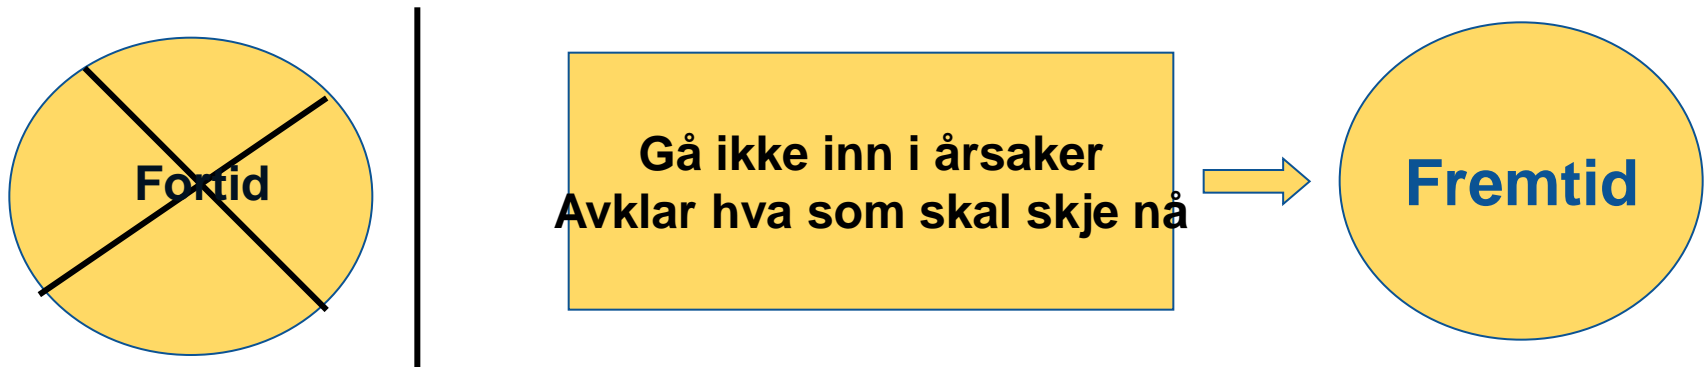 Fortid
Gå ikke inn i årsaker
Avklar hva som skal skje nå
Fremtid